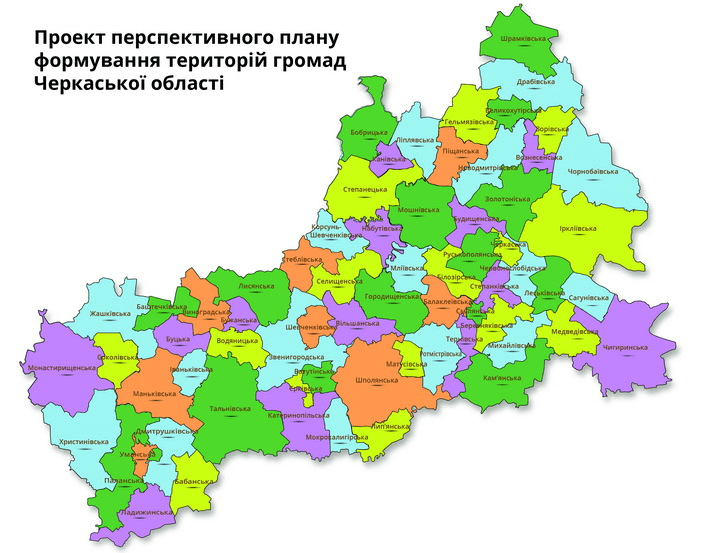 Проект перспективного плану
формування територій громад
Черкаської області
Шрамківська
Драбівська
Великохутірська
Гельмязівська
Зорівська
Бобрицька
Ліплявська
Піщанська
Канівська
Вознесенська
Новодмитрівська
Чорнобаївська
Степанецька
Золотоніська
Мошнівська
Будищенська
Корсунь-
Шевченківська
Набутівська
Іркліївська
Черкаська
Руськополянська
Стеблівська
Мліївська
Червонослобідська
Білозірська
Селищенська
Степанківська
Лисянська
Городищенська
Леськівська
Сагунівська
Балаклеївська
Смілянська
Баштечківська
Виноградська
Жашківська
Бужанська
Вільшанська
Шевченківська
Березняківська
Медведівська
Буцька
Водяницька
Тернівська
Михайлівська
Чигиринська
Соколівська
Звенигородська
Ротмістрівська
Матусівська
Монастирищенська
Іваньківська
Ватутінська
Шполянська
Кам'янська
Єрківська
Маньківська
Тальнівська
Катеринопільська
Лип'янська
Дмитрушківська
Мокрокалигірська
Христинівська
Уманська
Паланська
Бабанська
Ладижинська